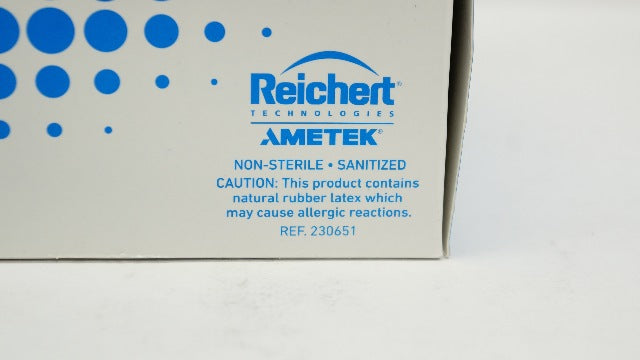 Reichert®
TECHNOLOGIES
AMETEK®
NON-STERILE • SANITIZED
CAUTION: This product contains
natural rubber latex which
may cause allergic reactions.
REF. 230651